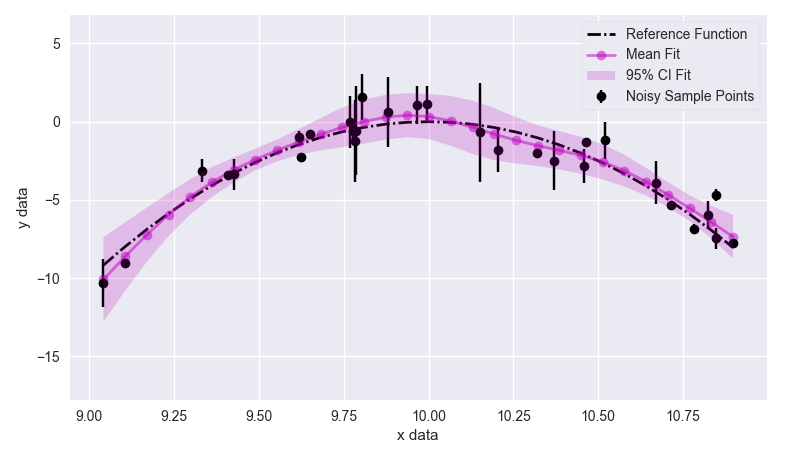 Reference Function
Mean Fit
95% CI Fit
Noisy Sample Points
y data
5
0
−5
−10
−15
9.00 9.25 9.50 9.75 10.00 10.25 10.50 10.75
x data